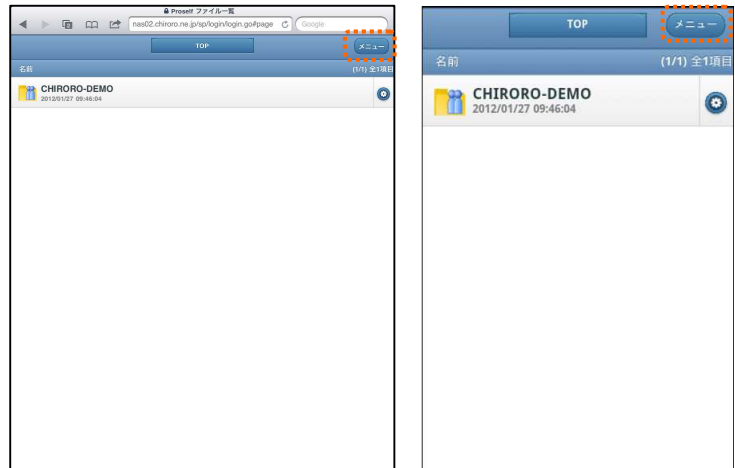 Proself ファイル一覧
nas02.chiroro.ne.jp/sp/login/login.go#page
Google
TOP
メニュー
名前
(1/1) 全1項目
CHIRORO-DEMO
2012/01/27 09:46:04
TOP
メニュー
名前
(1/1) 全1項目
CHIRORO-DEMO
2012/01/27 09:46:04